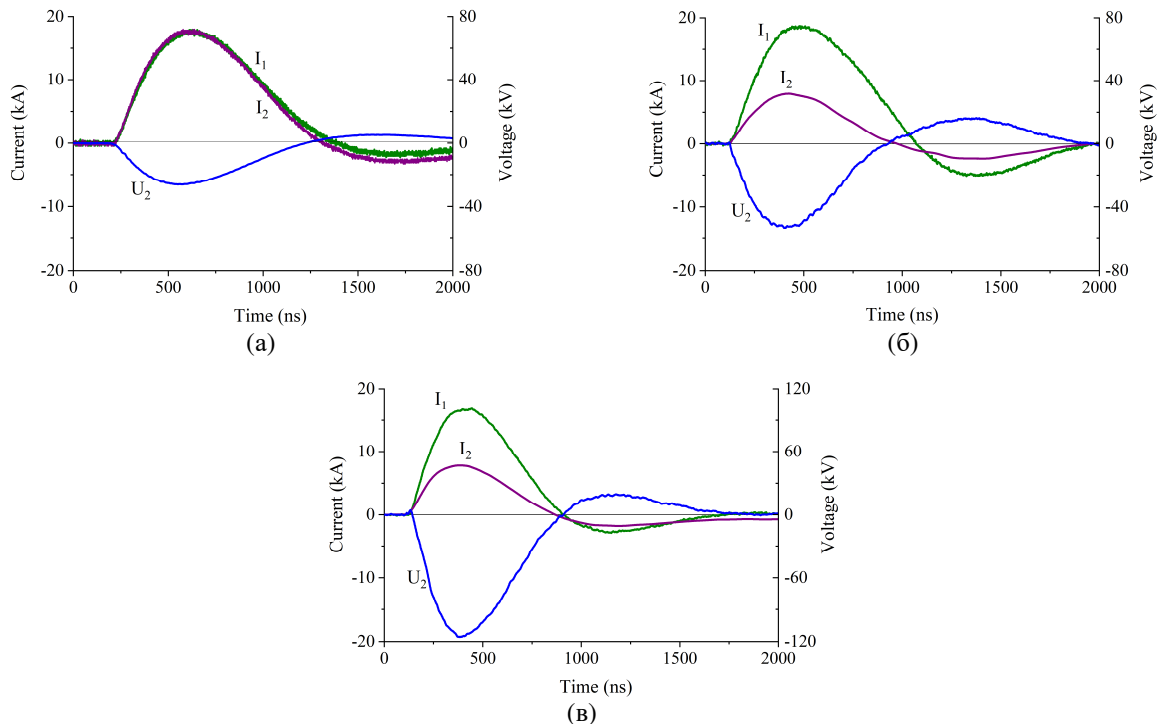 20
10
0
-10
-20
80
40
0
-40
-80
0
500
1000
1500
2000
Current (kA)
Voltage (kV)
Time (ns)
I₁
I₂
U₂
(а)
20
10
0
-10
-20
80
40
0
-40
-80
0
500
1000
1500
2000
Current (kA)
Voltage (kV)
Time (ns)
I₁
I₂
U₂
(б)
20
10
0
-10
-20
120
60
0
-60
-120
0
500
1000
1500
2000
Current (kA)
Voltage (kV)
Time (ns)
I₁
I₂
U₂
(в)